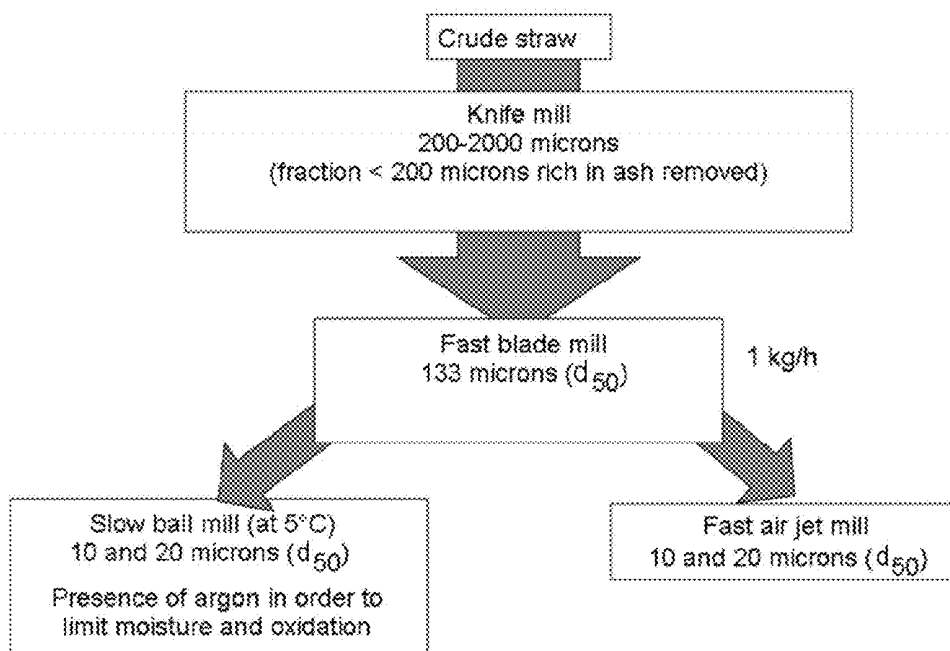 Crude straw
Knife mill
200-2000 microns
(fraction < 200 microns rich in ash removed)
Fast blade mill
133 microns (d50)
1 kg/h
Slow ball mill (at 5°C)
10 and 20 microns (d50)
Presence of argon in order to
limit moisture and oxidation
Fast air jet mill
10 and 20 microns (d50)